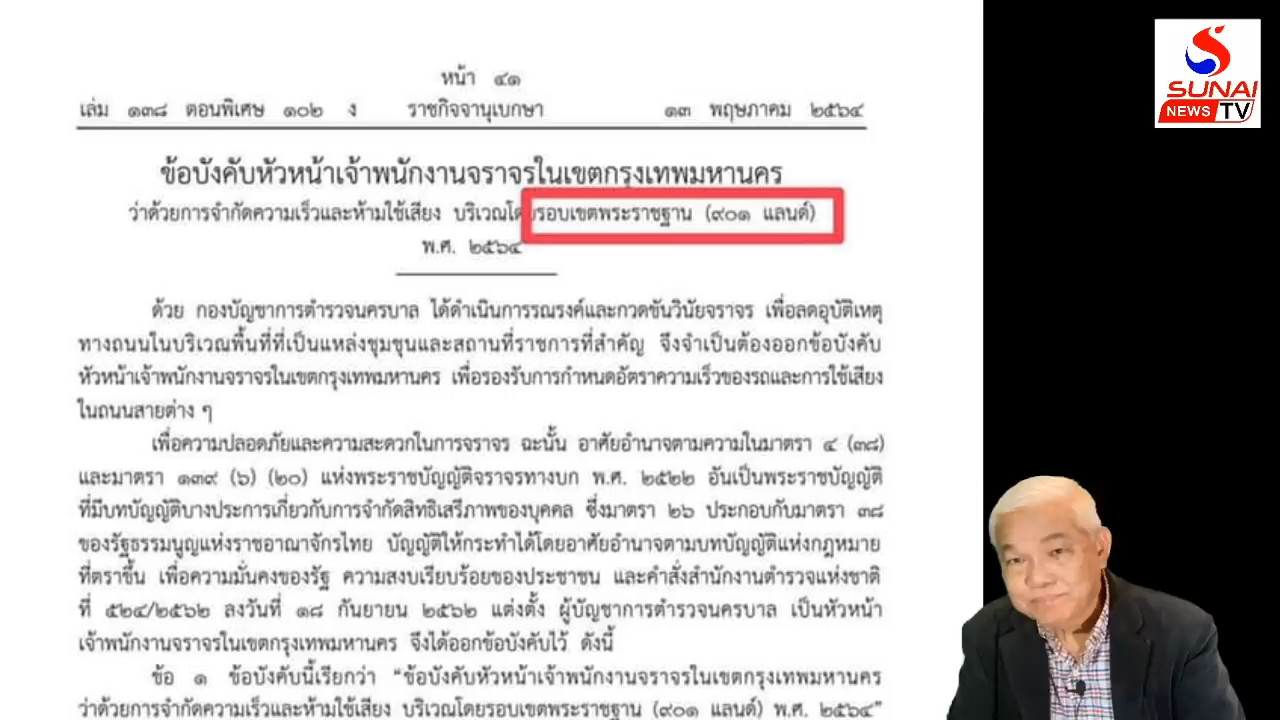 หน้า ๔๑
เล่ม ๑๓๘ ตอนพิเศษ ๑๐๒ ง ราชกิจจานุเบกษา ๑๓ พฤษภาคม ๒๕๖๔
ข้อบังคับหัวหน้าเจ้าพนักงานจราจรในเขตกรุงเทพมหานคร
ว่าด้วยการจำกัดความเร็วและห้ามใช้เสียง บริเวณโดยรอบเขตพระราชฐาน (๙๐๑ แลนด์)
พ.ศ. ๒๕๖๔
ด้วย กองบัญชาการตำรวจนครบาล ได้ดำเนินการรณรงค์และกวดขันวินัยจราจร เพื่อลดอุบัติเหตุ
ทางถนนในบริเวณพื้นที่ที่เป็นแหล่งชุมชุนและสถานที่ราชการที่สำคัญ จึงจำเป็นต้องออกข้อบังคับ
หัวหน้าเจ้าพนักงานจราจรในเขตกรุงเทพมหานคร เพื่อรองรับการกำหนดอัตราความเร็วของรถและการใช้เสียง
ในถนนสายต่าง ๆ
เพื่อความปลอดภัยและความสะดวกในการจราจร ฉะนั้น อาศัยอำนาจตามความในมาตรา ๔ (๓๘)
และมาตรา ๑๓๙ (๖) (๒๐) แห่งพระราชบัญญัติจราจรทางบก พ.ศ. ๒๕๒๒ อันเป็นพระราชบัญญัติ
ที่มีบทบัญญัติบางประการเกี่ยวกับการจำกัดสิทธิเสรีภาพของบุคคล ซึ่งมาตรา ๒๖ ประกอบกับมาตรา ๓๘
ของรัฐธรรมนูญแห่งราชอาณาจักรไทย บัญญัติให้กระทำได้โดยอาศัยอำนาจตามบทบัญญัติแห่งกฎหมาย
ที่ตราขึ้น เพื่อความมั่นคงของรัฐ ความสงบเรียบร้อยของประชาชน และคำสั่งสำนักงานตำรวจแห่งชาติ
ที่ ๕๒๔/๒๕๖๒ ลงวันที่ ๑๘ กันยายน ๒๕๖๒ แต่งตั้ง ผู้บัญชาการตำรวจนครบาล เป็นหัวหน้า
เจ้าพนักงานจราจรในเขตกรุงเทพมหานคร จึงได้ออกข้อบังคับไว้ ดังนี้
ข้อ ๑ ข้อบังคับนี้เรียกว่า “ข้อบังคับหัวหน้าเจ้าพนักงานจราจรในเขตกรุงเทพมหานคร
ว่าด้วยการจำกัดความเร็วและห้ามใช้เสียง บริเวณโดยรอบเขตพระราชฐาน (๙๐๑ แลนด์) พ.ศ. ๒๕๖๔”
SUNAI
NEWS TV